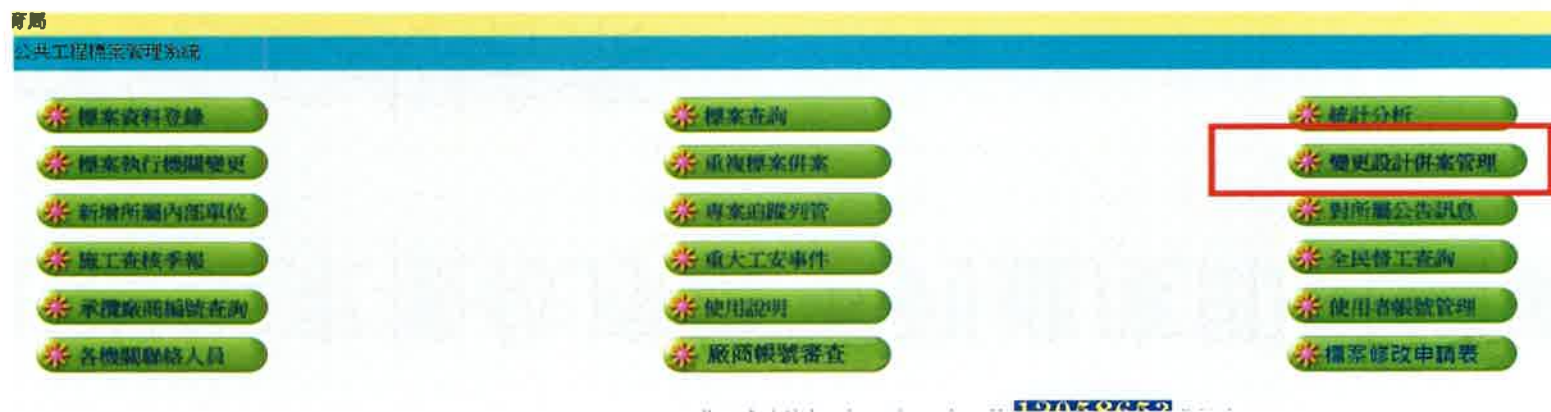 育局
公共工程標案管理系統
標案資料登錄
標案查詢
統計分析
標案執行機關變更
重複標案併案
變更設計併案管理
新增所屬內部單位
專案追蹤列管
對所屬公告訊息
施工查核季報
重大工安事件
全民督工查詢
承攬廠商編號查詢
使用說明
使用者帳號管理
各機關聯絡人員
廠商帳號審查
標案修改申請表